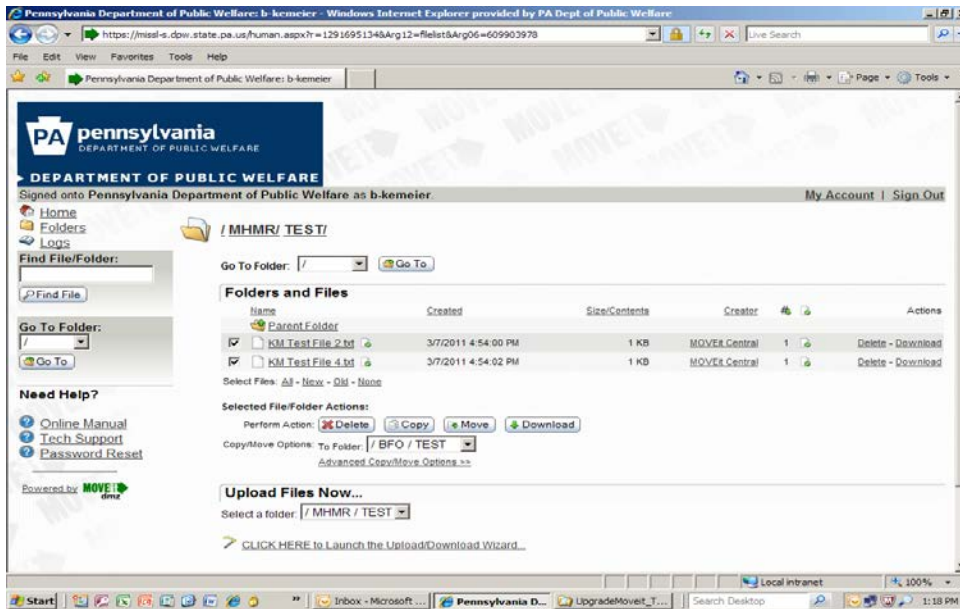 Pennsylvania Department of Public Welfare: b-kemeier - Windows Internet Explorer provided by PA Dept of Public Welfare
https://missl-s.dpw.state.pa.us/human.aspx?r=1291695134&Arg12=filelist&Arg06=609903978
Live Search
File Edit View Favorites Tools Help
Pennsylvania Department of Public Welfare: b-kemeier
Page Tools
PA pennsylvania
DEPARTMENT OF PUBLIC WELFARE
DEPARTMENT OF PUBLIC WELFARE
Signed onto Pennsylvania Department of Public Welfare as b-kemeier. My Account | Sign Out
Home
Folders
Logs
Find File/Folder:
Find File
Go To Folder:
/
Go To
Need Help?
Online Manual
Tech Support
Password Reset
Powered by MOVEit dmz
/ MHMR/ TEST/
Go To Folder: / Go To
Folders and Files
Name Created Size/Contents Creator # Actions
Parent Folder
KM Test File 2.txt 3/7/2011 4:54:00 PM 1 KB MOVEit Central 1 Delete - Download
KM Test File 4.txt 3/7/2011 4:54:02 PM 1 KB MOVEit Central 1 Delete - Download
Select Files: All - New - Old - None
Selected File/Folder Actions:
Perform Action: Delete Copy Move Download
Copy/Move Options: To Folder: / BFO / TEST
Advanced Copy/Move Options >>
Upload Files Now...
Select a folder: / MHMR / TEST
CLICK HERE to Launch the Upload/Download Wizard...
Local intranet 100%
Start Inbox - Microsoft ... Pennsylvania D... UpgradeMoveit_T... Search Desktop 1:18 PM